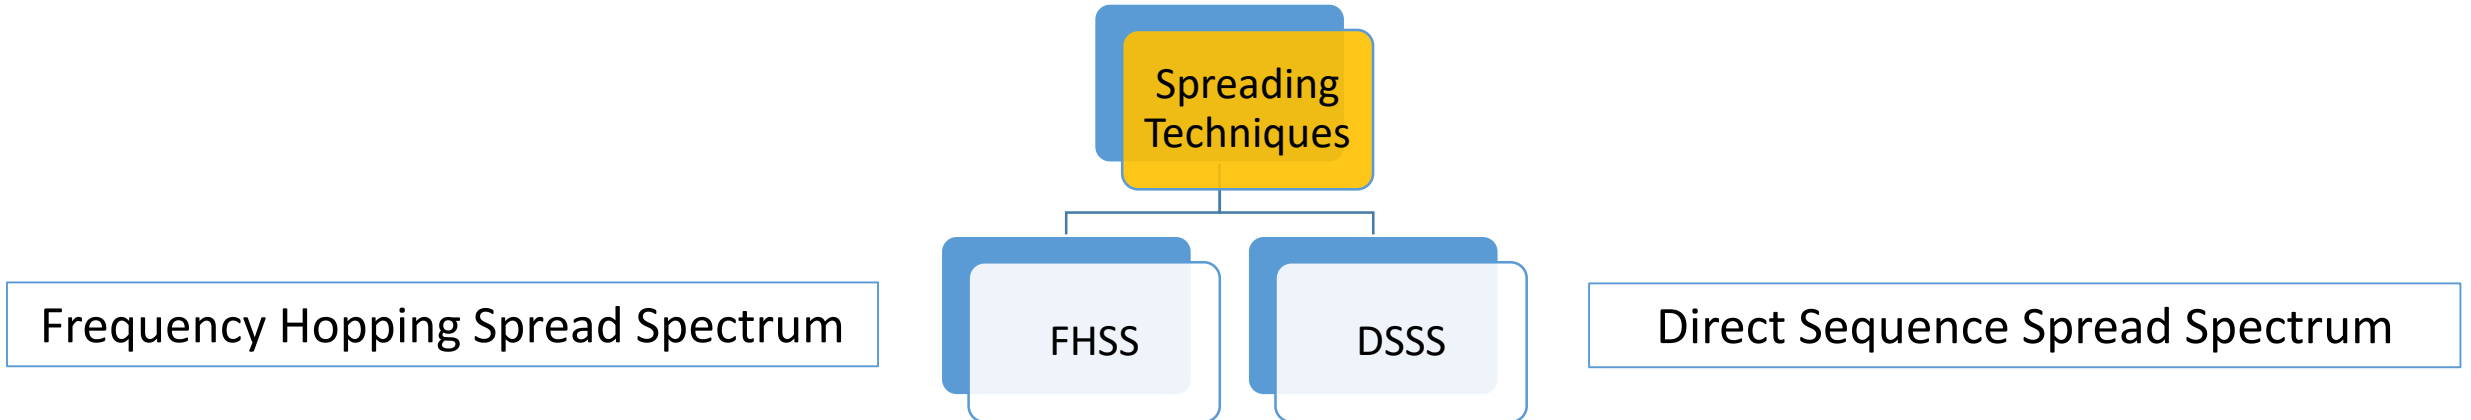 Spreading
Techniques
Frequency Hopping Spread Spectrum
FHSS
DSSS
Direct Sequence Spread Spectrum